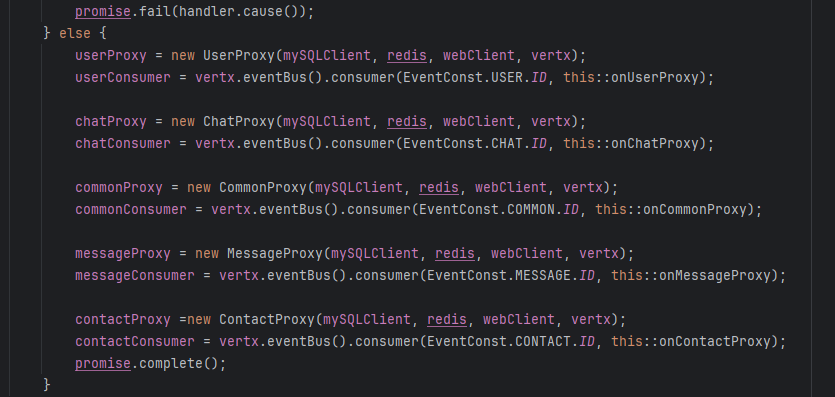 promise.fail(handler.cause());
} else {
userProxy = new UserProxy(mySQLClient, redis, webClient, vertx);
userConsumer = vertx.eventBus().consumer(EventConst.USER.ID, this::onUserProxy);
chatProxy = new ChatProxy(mySQLClient, redis, webClient, vertx);
chatConsumer = vertx.eventBus().consumer(EventConst.CHAT.ID, this::onChatProxy);
commonProxy = new CommonProxy(mySQLClient, redis, webClient, vertx);
commonConsumer = vertx.eventBus().consumer(EventConst.COMMON.ID, this::onCommonProxy);
messageProxy = new MessageProxy(mySQLClient, redis, webClient, vertx);
messageConsumer = vertx.eventBus().consumer(EventConst.MESSAGE.ID, this::onMessageProxy);
contactProxy =new ContactProxy(mySQLClient, redis, webClient, vertx);
contactConsumer = vertx.eventBus().consumer(EventConst.CONTACT.ID, this::onContactProxy);
promise.complete();
}